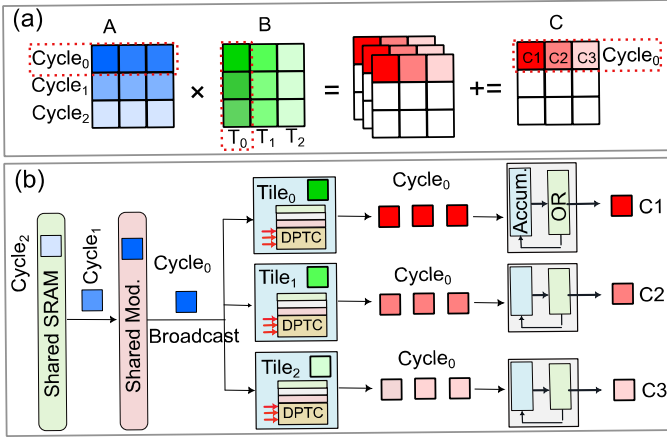 (a)
A
B
C
Cycle₀
Cycle₁
Cycle₂
×
=
+=
C1 C2 C3
Cycle₀
T₀ T₁ T₂
(b)
Cycle₂
Shared SRAM
Cycle₁
Shared Mod.
Cycle₀
Broadcast
Tile₀
DPTC
Cycle₀
Accum.
OR
C1
Tile₁
DPTC
Cycle₀
C2
Tile₂
DPTC
Cycle₀
C3